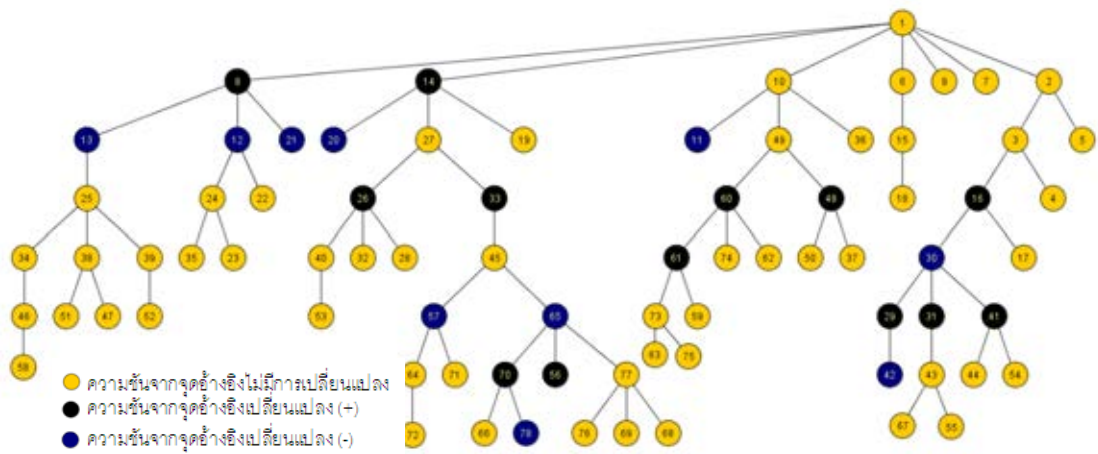 1
8 14 10 6 9 7 2
13 12 21 20 27 19 11 49 36 15 3 5
25 24 22 26 33 60 48 18 16 4
34 38 39 35 23 40 32 28 45 61 74 62 50 37 30 17
46 51 47 52 53 57 65 73 59 29 31 41
58 64 71 70 56 77 63 75 42 43 44 54
ความชันจากจุดอ้างอิงไม่มีการเปลี่ยนแปลง
ความชันจากจุดอ้างอิงเปลี่ยนแปลง (+)
72 66 78 76 69 68 67 55
ความชันจากจุดอ้างอิงเปลี่ยนแปลง (-)